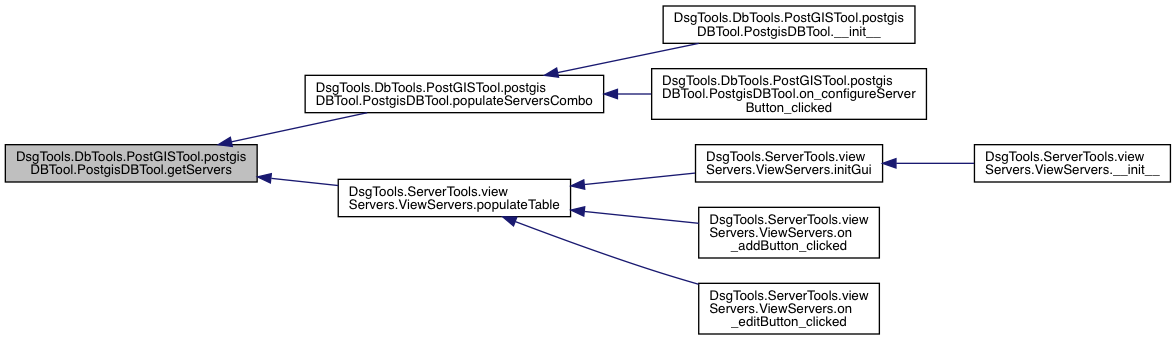 DsgTools.DbTools.PostGISTool.postgis
DBTool.PostgisDBTool.__init__
DsgTools.DbTools.PostGISTool.postgis
DBTool.PostgisDBTool.populateServersCombo
DsgTools.DbTools.PostGISTool.postgis
DBTool.PostgisDBTool.on_configureServer
Button_clicked
DsgTools.DbTools.PostGISTool.postgis
DBTool.PostgisDBTool.getServers
DsgTools.ServerTools.view
Servers.ViewServers.populateTable
DsgTools.ServerTools.view
Servers.ViewServers.initGui
DsgTools.ServerTools.view
Servers.ViewServers.__init__
DsgTools.ServerTools.view
Servers.ViewServers.on
_addButton_clicked
DsgTools.ServerTools.view
Servers.ViewServers.on
_editButton_clicked